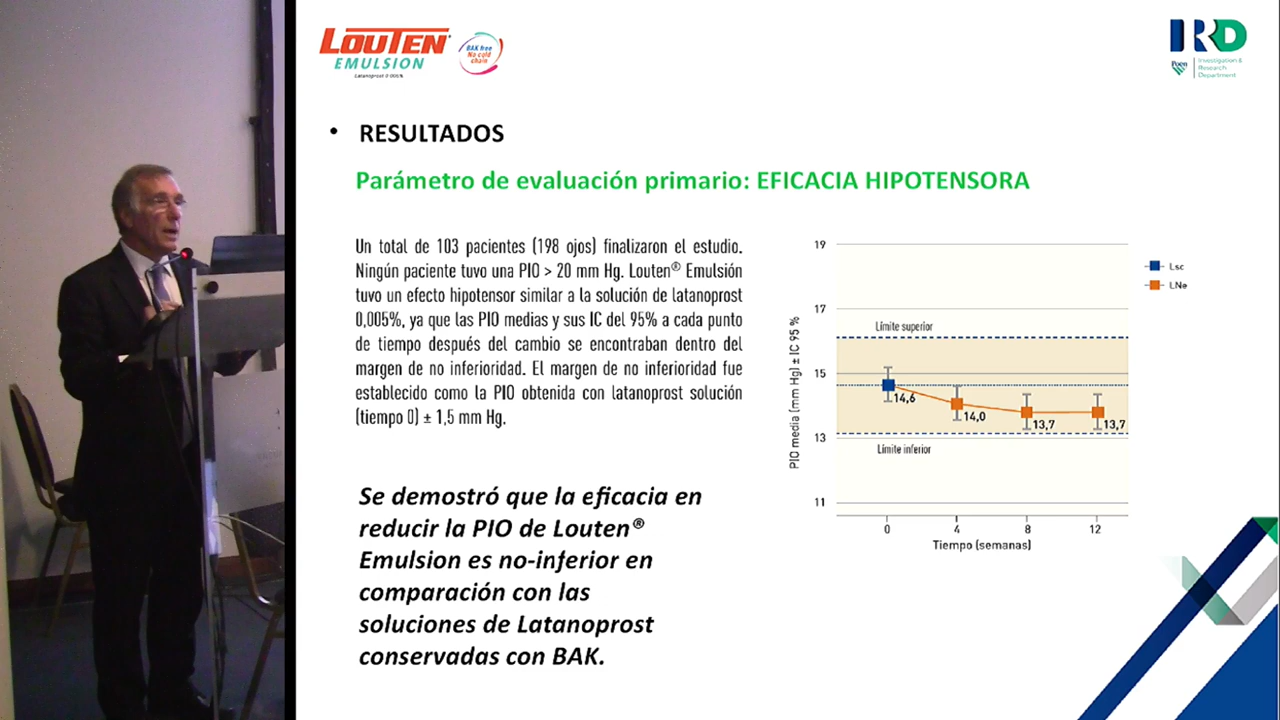 LOUTEN
EMULSION
Latanoprost 0.005%
BAK free
No cold
chain
IRD
Poen
Investigation &
Research
Department
• RESULTADOS
Parámetro de evaluación primario: EFICACIA HIPOTENSORA
Un total de 103 pacientes (198 ojos) finalizaron el estudio.
Ningún paciente tuvo una PIO > 20 mm Hg. Louten® Emulsión
tuvo un efecto hipotensor similar a la solución de latanoprost
0,005%, ya que las PIO medias y sus IC del 95% a cada punto
de tiempo después del cambio se encontraban dentro del
margen de no inferioridad. El margen de no inferioridad fue
establecido como la PIO obtenida con latanoprost solución
(tiempo 0) ± 1,5 mm Hg.
Se demostró que la eficacia en
reducir la PIO de Louten®
Emulsion es no-inferior en
comparación con las
soluciones de Latanoprost
conservadas con BAK.
PIO media (mm Hg) ± IC 95 %
19
17
15
13
11
Límite superior
14,6
14,0
13,7
13,7
Límite inferior
0
4
8
12
Tiempo (semanas)
Lsc
LNe